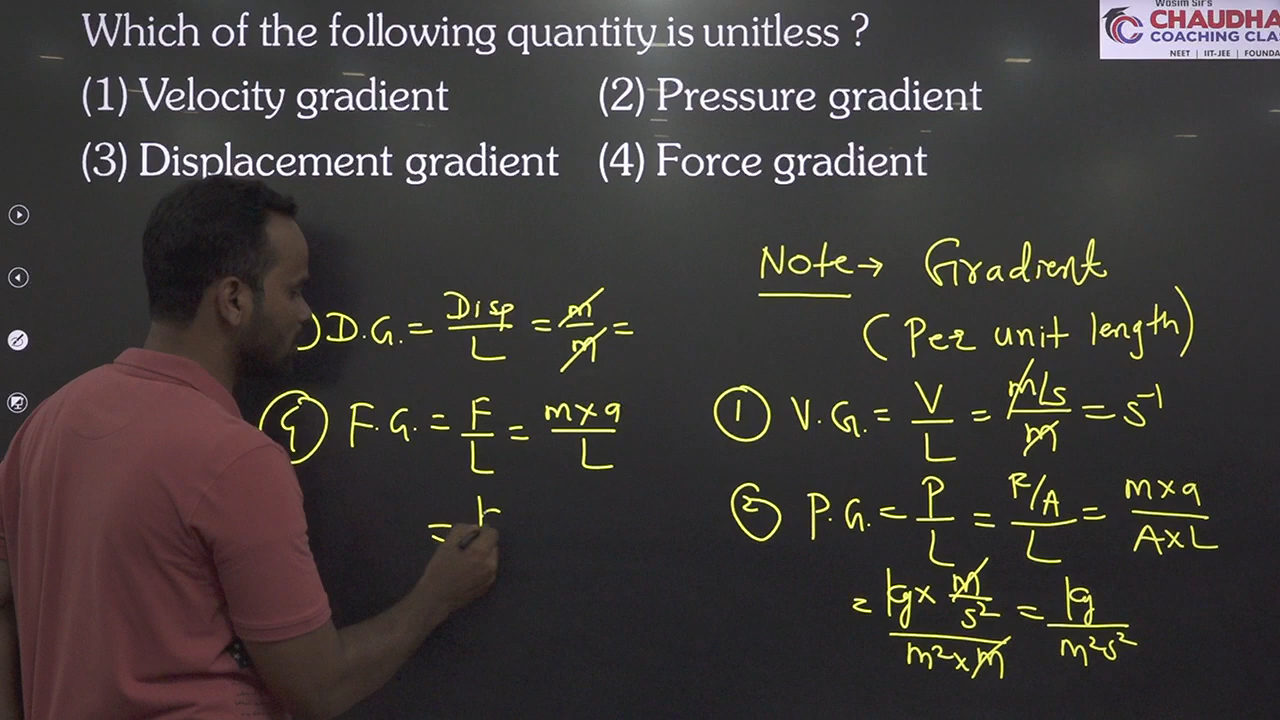 Which of the following quantity is unitless ?
Wasim Sir's
CHAUDHA
COACHING CLA
NEET | IIT-JEE | FOUNDA
(1) Velocity gradient (2) Pressure gradient
(3) Displacement gradient (4) Force gradient
Note → Gradient
(Per unit length)
) D.G. = Disp/L = m/m =
④ F.G. = F/L = m×a/L
=
① V.G. = V/L = m/s/m = s⁻¹
② P.G. = P/L = F/A/L = m×a/A×L
= kg × m/s²/m² × m = kg/m²s²